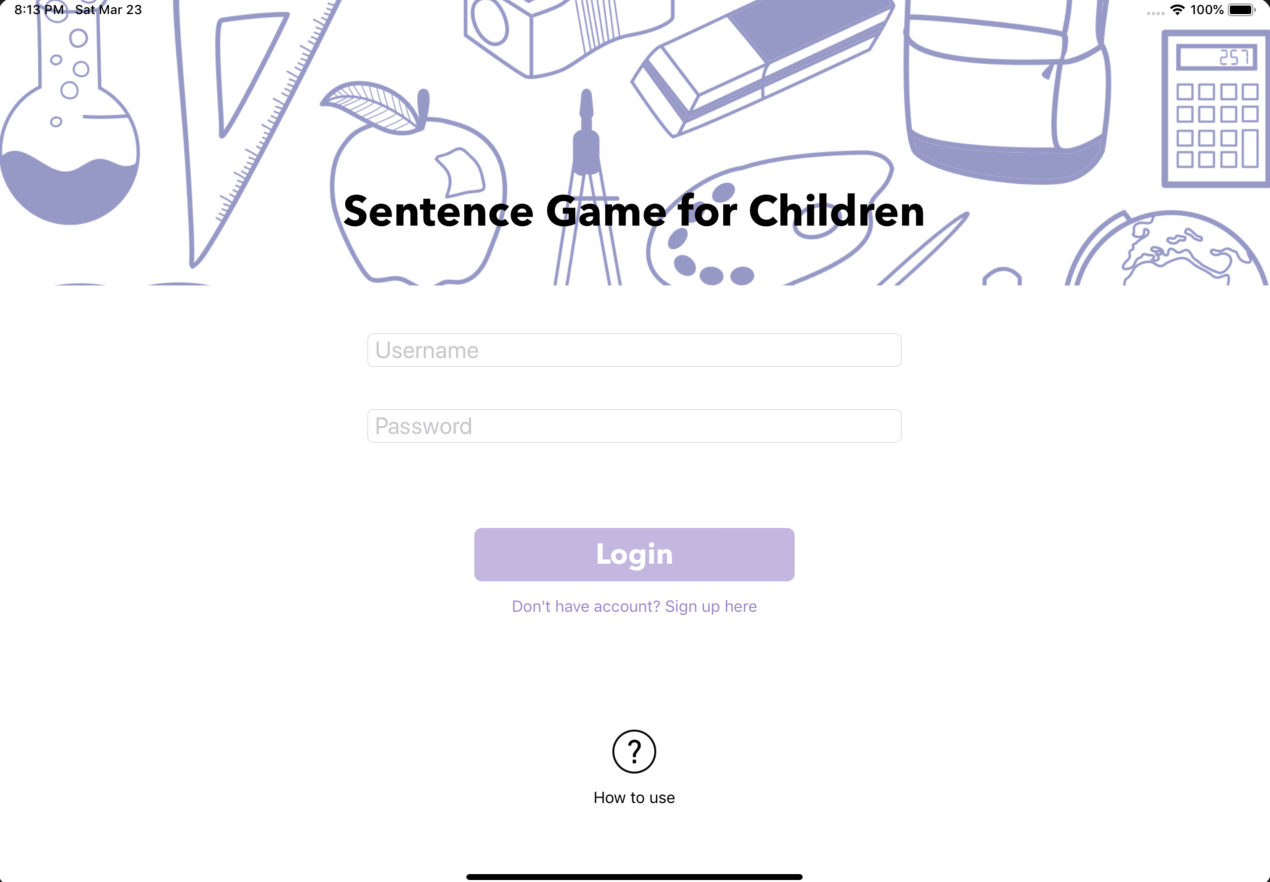 8:13 PM Sat Mar 23
100%
257
Sentence Game for Children
Username
Password
Login
Don't have account? Sign up here
?
How to use